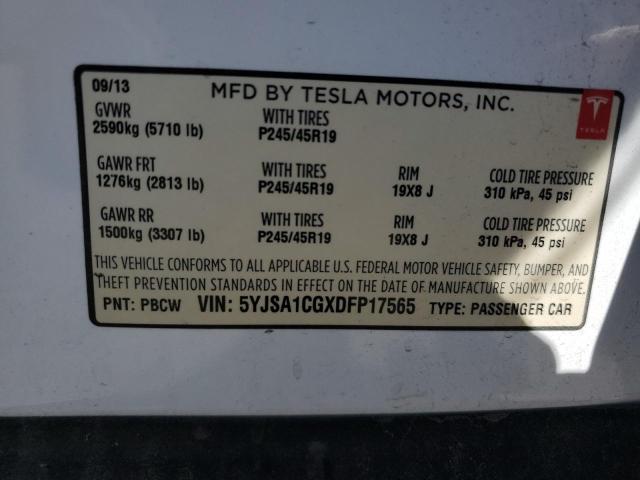 09/13 MFD BY TESLA MOTORS, INC.
TESLA
GVWR WITH TIRES
2590kg (5710 lb) P245/45R19
GAWR FRT WITH TIRES RIM COLD TIRE PRESSURE
1276kg (2813 lb) P245/45R19 19X8 J 310 kPa, 45 psi
GAWR RR WITH TIRES RIM COLD TIRE PRESSURE
1500kg (3307 lb) P245/45R19 19X8 J 310 kPa, 45 psi
THIS VEHICLE CONFORMS TO ALL APPLICABLE U.S. FEDERAL MOTOR VEHICLE SAFETY, BUMPER, AND
THEFT PREVENTION STANDARDS IN EFFECT ON THE DATE OF MANUFACTURE SHOWN ABOVE.
PNT: PBCW VIN: 5YJSA1CGXDFP17565 TYPE: PASSENGER CAR